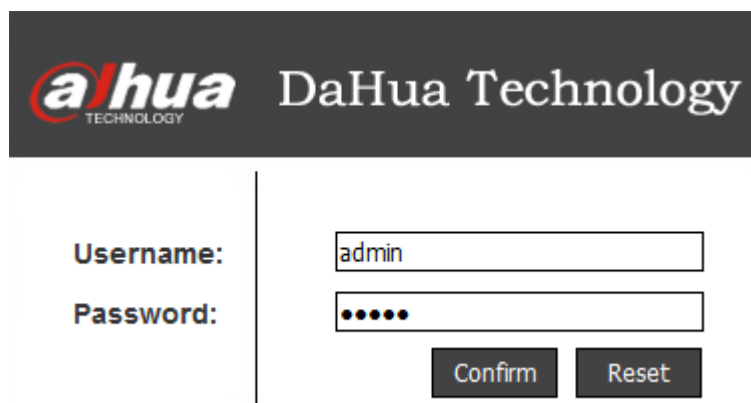 alhua
TECHNOLOGY
DaHua Technology
Username:
admin
Password:
•••••
Confirm
Reset